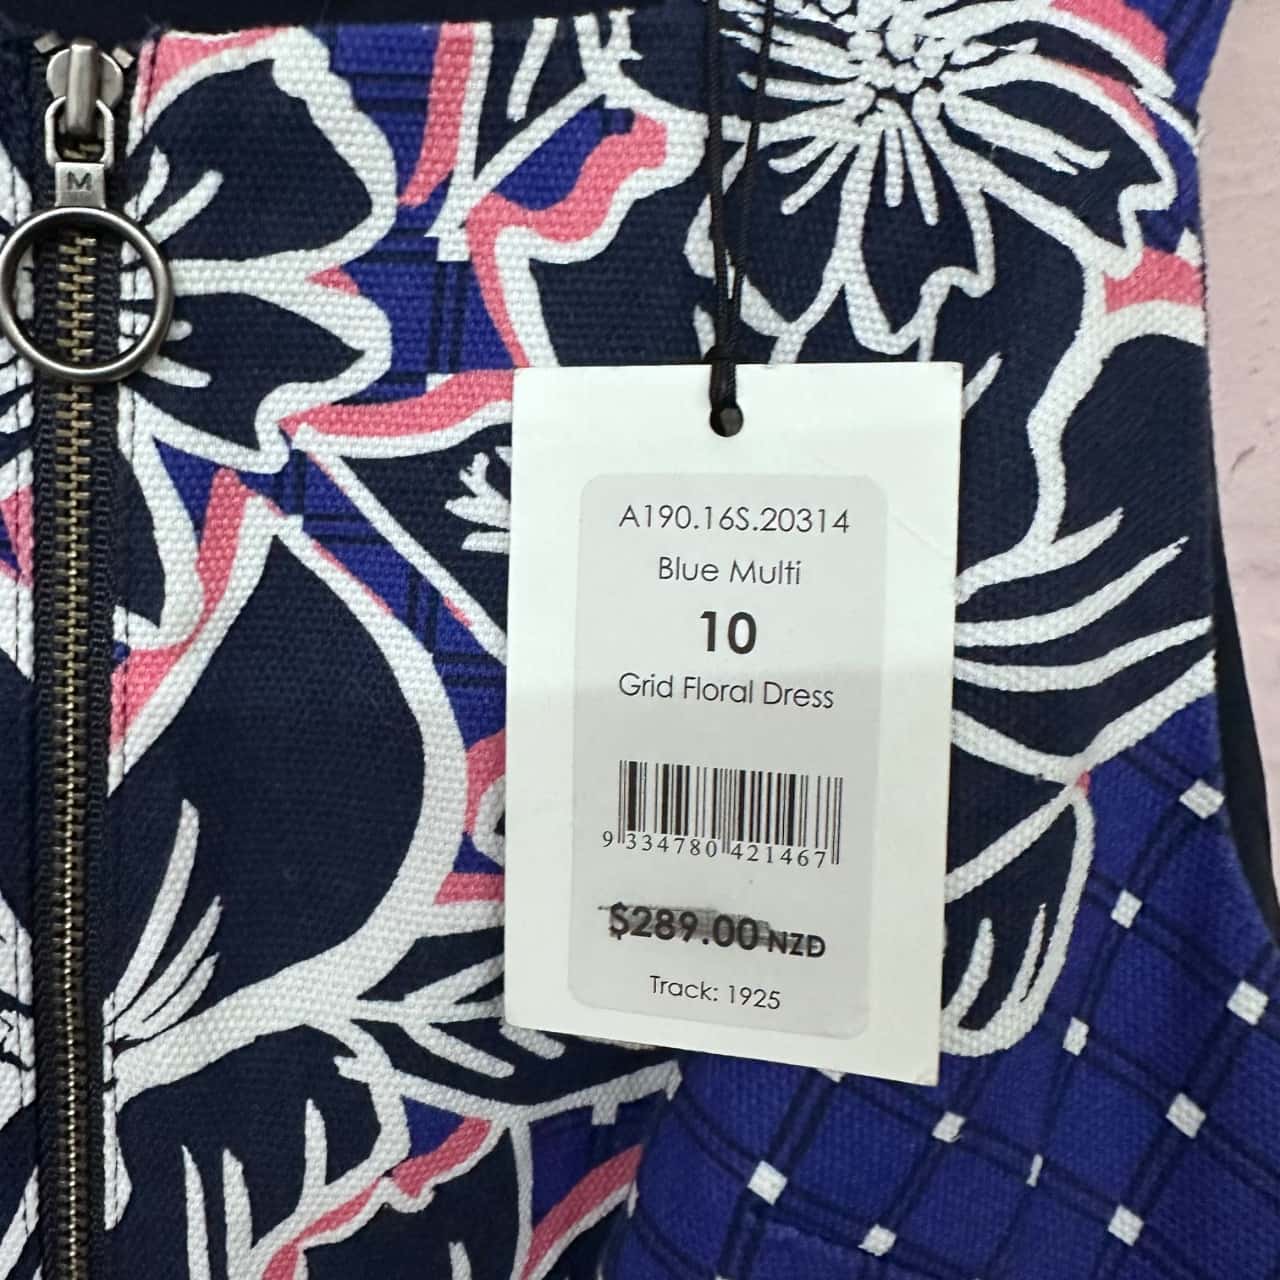 M
A190.16S.20314
Blue Multi
10
Grid Floral Dress
9 334780 421467
$289.00 NZD
Track: 1925